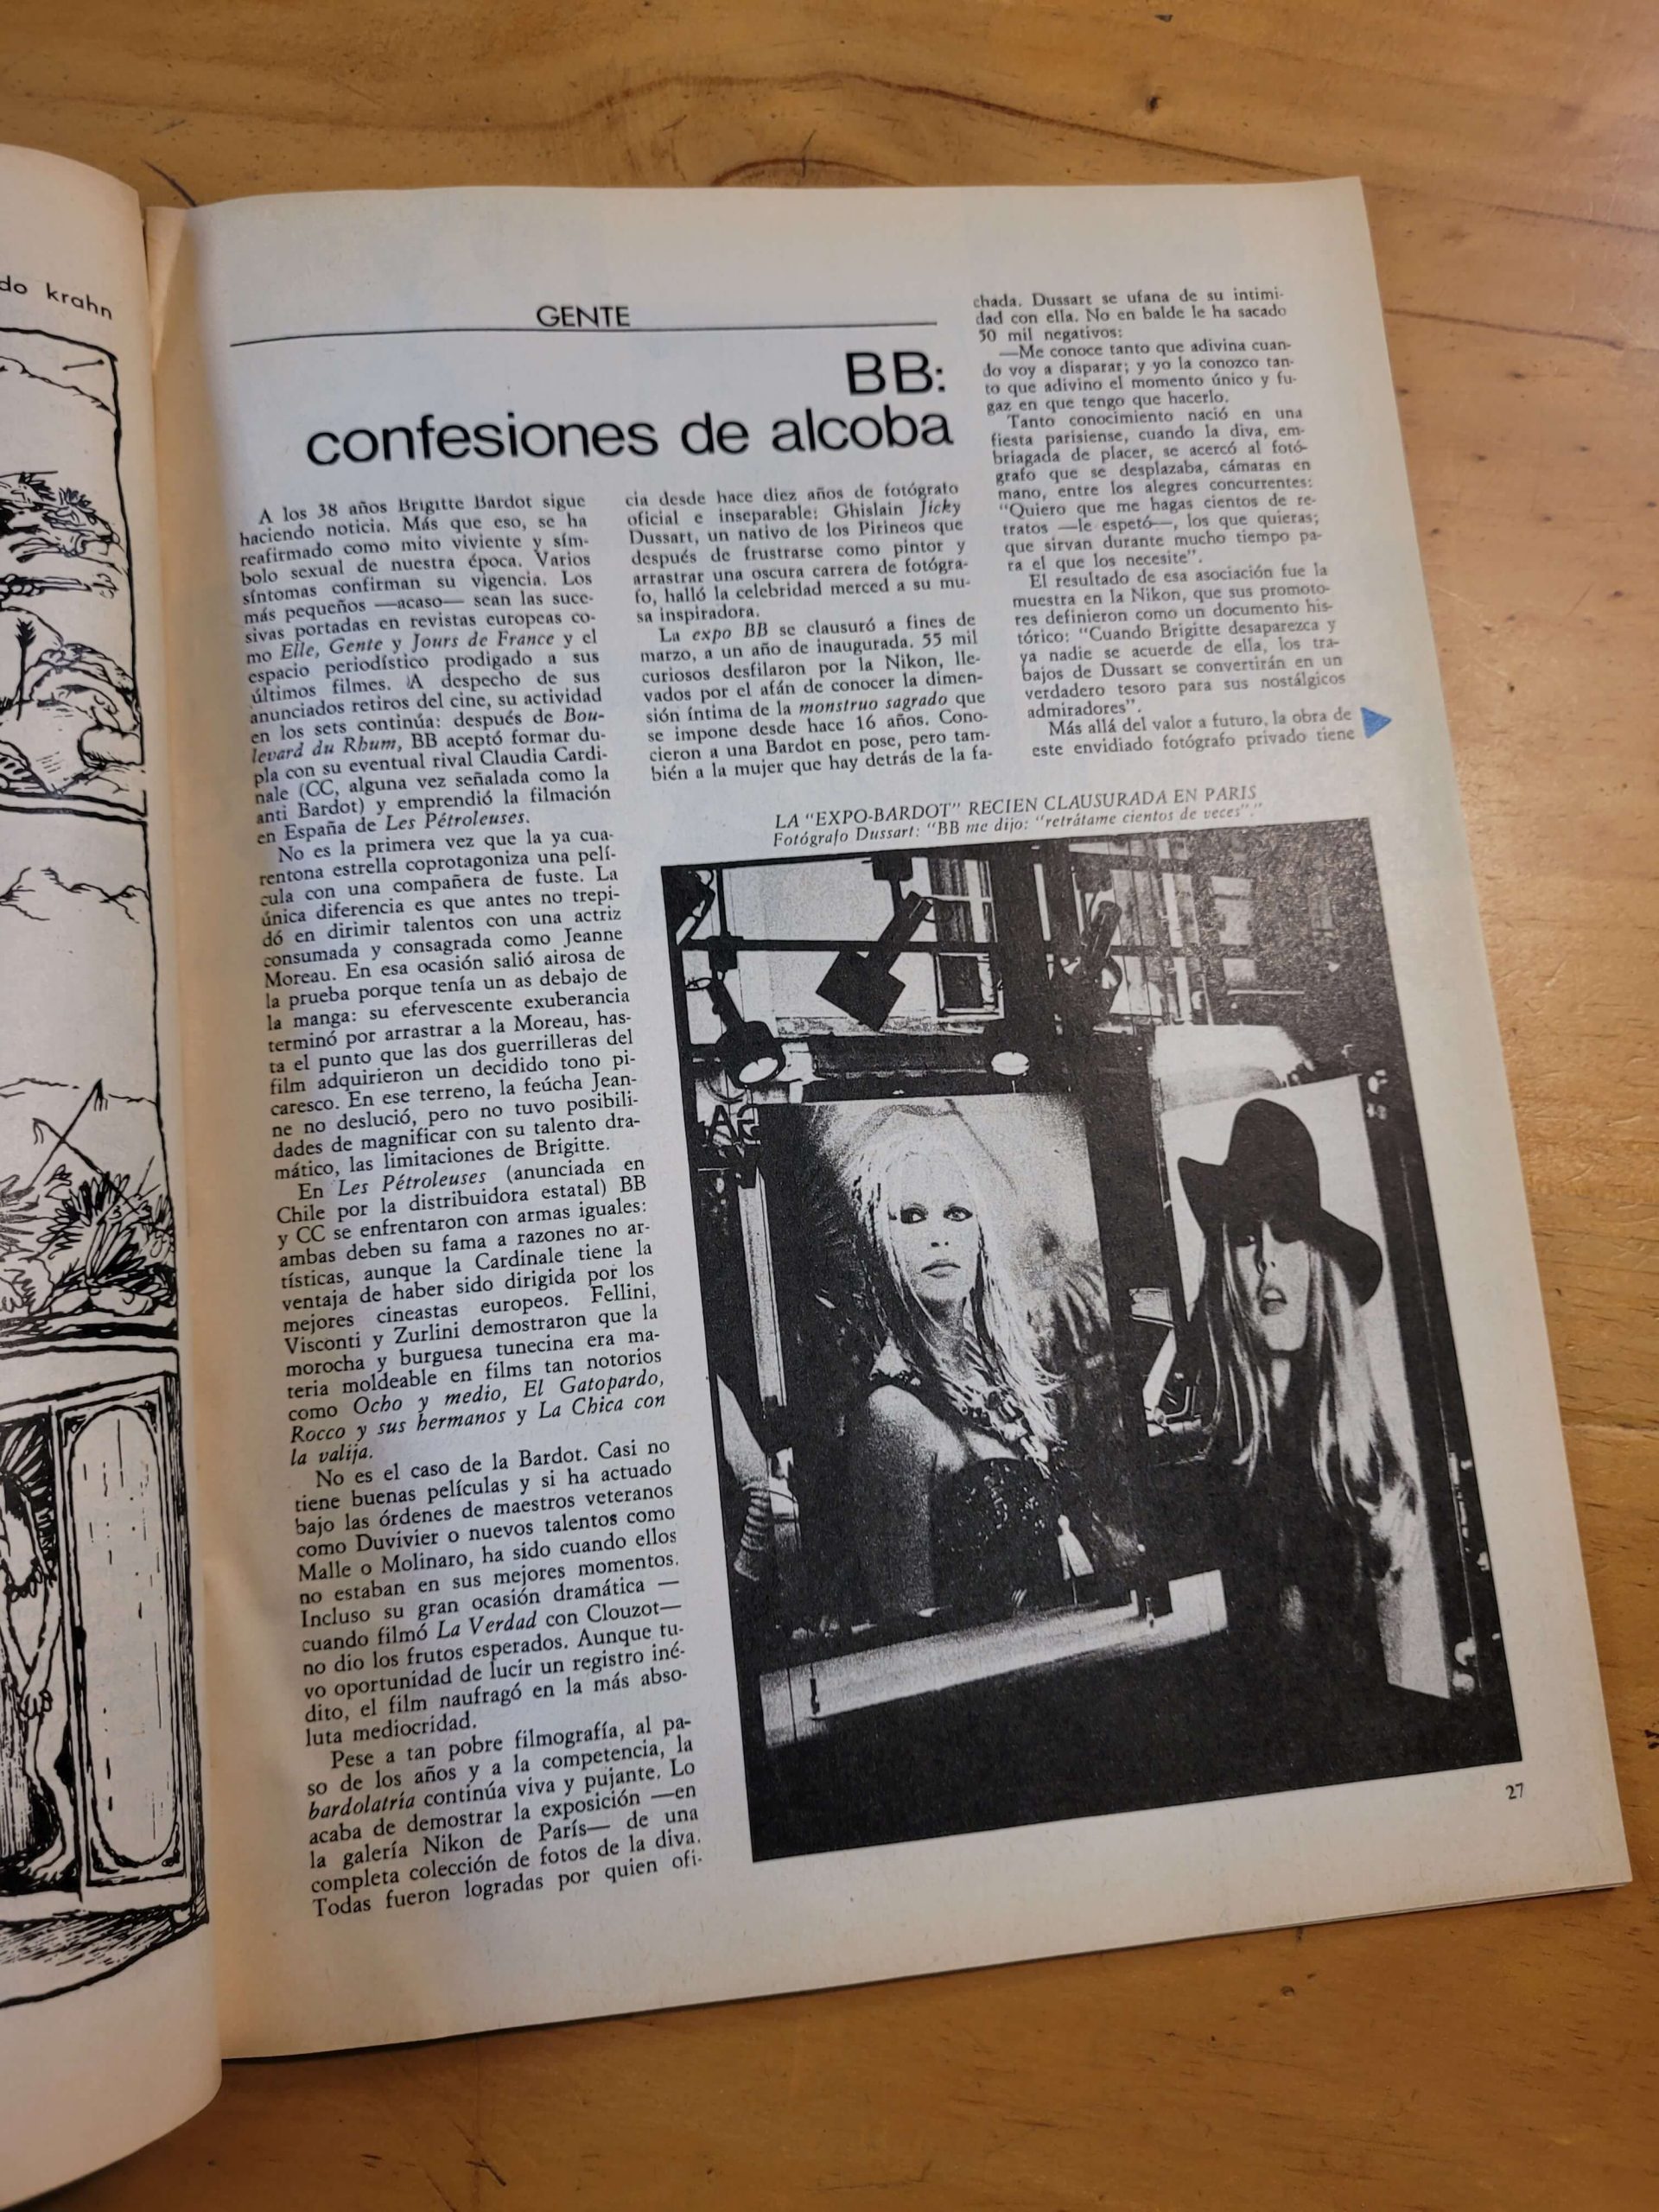 do krahn
GENTE
BB:
confesiones de alcoba
A los 38 años Brigitte Bardot sigue
haciendo noticia. Más que eso, se ha
reafirmado como mito viviente y sím-
bolo sexual de nuestra época. Varios
síntomas confirman su vigencia. Los
más pequeños —acaso— sean las suce-
sivas portadas en revistas europeas co-
mo Elle, Gente y Jours de France y el
espacio periodístico prodigado a sus
últimos filmes. A despecho de sus
anunciados retiros del cine, su actividad
en los sets continúa: después de Bou-
levard du Rhum, BB aceptó formar du-
pla con su eventual rival Claudia Cardi-
nale (CC, alguna vez señalada como la
anti Bardot) y emprendió la filmación
en España de Les Pétroleuses.
No es la primera vez que la ya cua-
rentona estrella coprotagoniza una pelí-
cula con una compañera de fuste. La
única diferencia es que antes no trepi-
dó en dirimir talentos con una actriz
consumada y consagrada como Jeanne
Moreau. En esa ocasión salió airosa de
la prueba porque tenía un as debajo de
la manga: su efervescente exuberancia
terminó por arrastrar a la Moreau, has-
ta el punto que las dos guerrilleras del
film adquirieron un decidido tono pi-
caresco. En ese terreno, la feúcha Jean-
ne no deslució, pero no tuvo posibili-
dades de magnificar con su talento dra-
mático, las limitaciones de Brigitte.
En Les Pétroleuses (anunciada en
Chile por la distribuidora estatal) BB
y CC se enfrentaron con armas iguales:
ambas deben su fama a razones no ar-
tísticas, aunque la Cardinale tiene la
ventaja de haber sido dirigida por los
mejores cineastas europeos. Fellini,
Visconti y Zurlini demostraron que la
morocha y burguesa tunecina era ma-
teria moldeable en films tan notorios
como Ocho y medio, El Gatopardo,
Rocco y sus hermanos y La Chica con
la valija.
No es el caso de la Bardot. Casi no
tiene buenas películas y si ha actuado
bajo las órdenes de maestros veteranos
como Duvivier o nuevos talentos como
Malle o Molinaro, ha sido cuando ellos
no estaban en sus mejores momentos.
Incluso su gran ocasión dramática —
cuando filmó La Verdad con Clouzot—
no dio los frutos esperados. Aunque tu-
vo oportunidad de lucir un registro iné-
dito, el film naufragó en la más abso-
luta mediocridad.
Pese a tan pobre filmografía, al pa-
so de los años y a la competencia, la
bardolatría continúa viva y pujante. Lo
acaba de demostrar la exposición —en
la galería Nikon de París— de una
completa colección de fotos de la diva.
Todas fueron logradas por quien ofi-
cia desde hace diez años de fotógrafo
oficial e inseparable: Ghislain Jicky
Dussart, un nativo de los Pirineos que
después de frustrarse como pintor y
arrastrar una oscura carrera de fotógra-
fo, halló la celebridad merced a su mu-
sa inspiradora.
La expo BB se clausuró a fines de
marzo, a un año de inaugurada. 55 mil
curiosos desfilaron por la Nikon, lle-
vados por el afán de conocer la dimen-
sión íntima de la monstruo sagrado que
se impone desde hace 16 años. Cono-
cieron a una Bardot en pose, pero tam-
bién a la mujer que hay detrás de la fa-
chada. Dussart se ufana de su intimi-
dad con ella. No en balde le ha sacado
50 mil negativos:
—Me conoce tanto que adivina cuan-
do voy a disparar; y yo la conozco tan-
to que adivino el momento único y fu-
gaz en que tengo que hacerlo.
Tanto conocimiento nació en una
fiesta parisiense, cuando la diva, em-
briagada de placer, se acercó al fotó-
grafo que se desplazaba, cámaras en
mano, entre los alegres concurrentes:
“Quiero que me hagas cientos de re-
tratos —le espetó—, los que quieras;
que sirvan durante mucho tiempo pa-
ra el que los necesite”.
El resultado de esa asociación fue la
muestra en la Nikon, que sus promoto-
res definieron como un documento his-
tórico: “Cuando Brigitte desaparezca y
ya nadie se acuerde de ella, los tra-
bajos de Dussart se convertirán en un
verdadero tesoro para sus nostálgicos
admiradores”.
Más allá del valor a futuro, la obra de
este envidiado fotógrafo privado tiene
LA “EXPO-BARDOT” RECIEN CLAUSURADA EN PARIS
Fotógrafo Dussart: “BB me dijo: “retrátame cientos de veces”.”
27